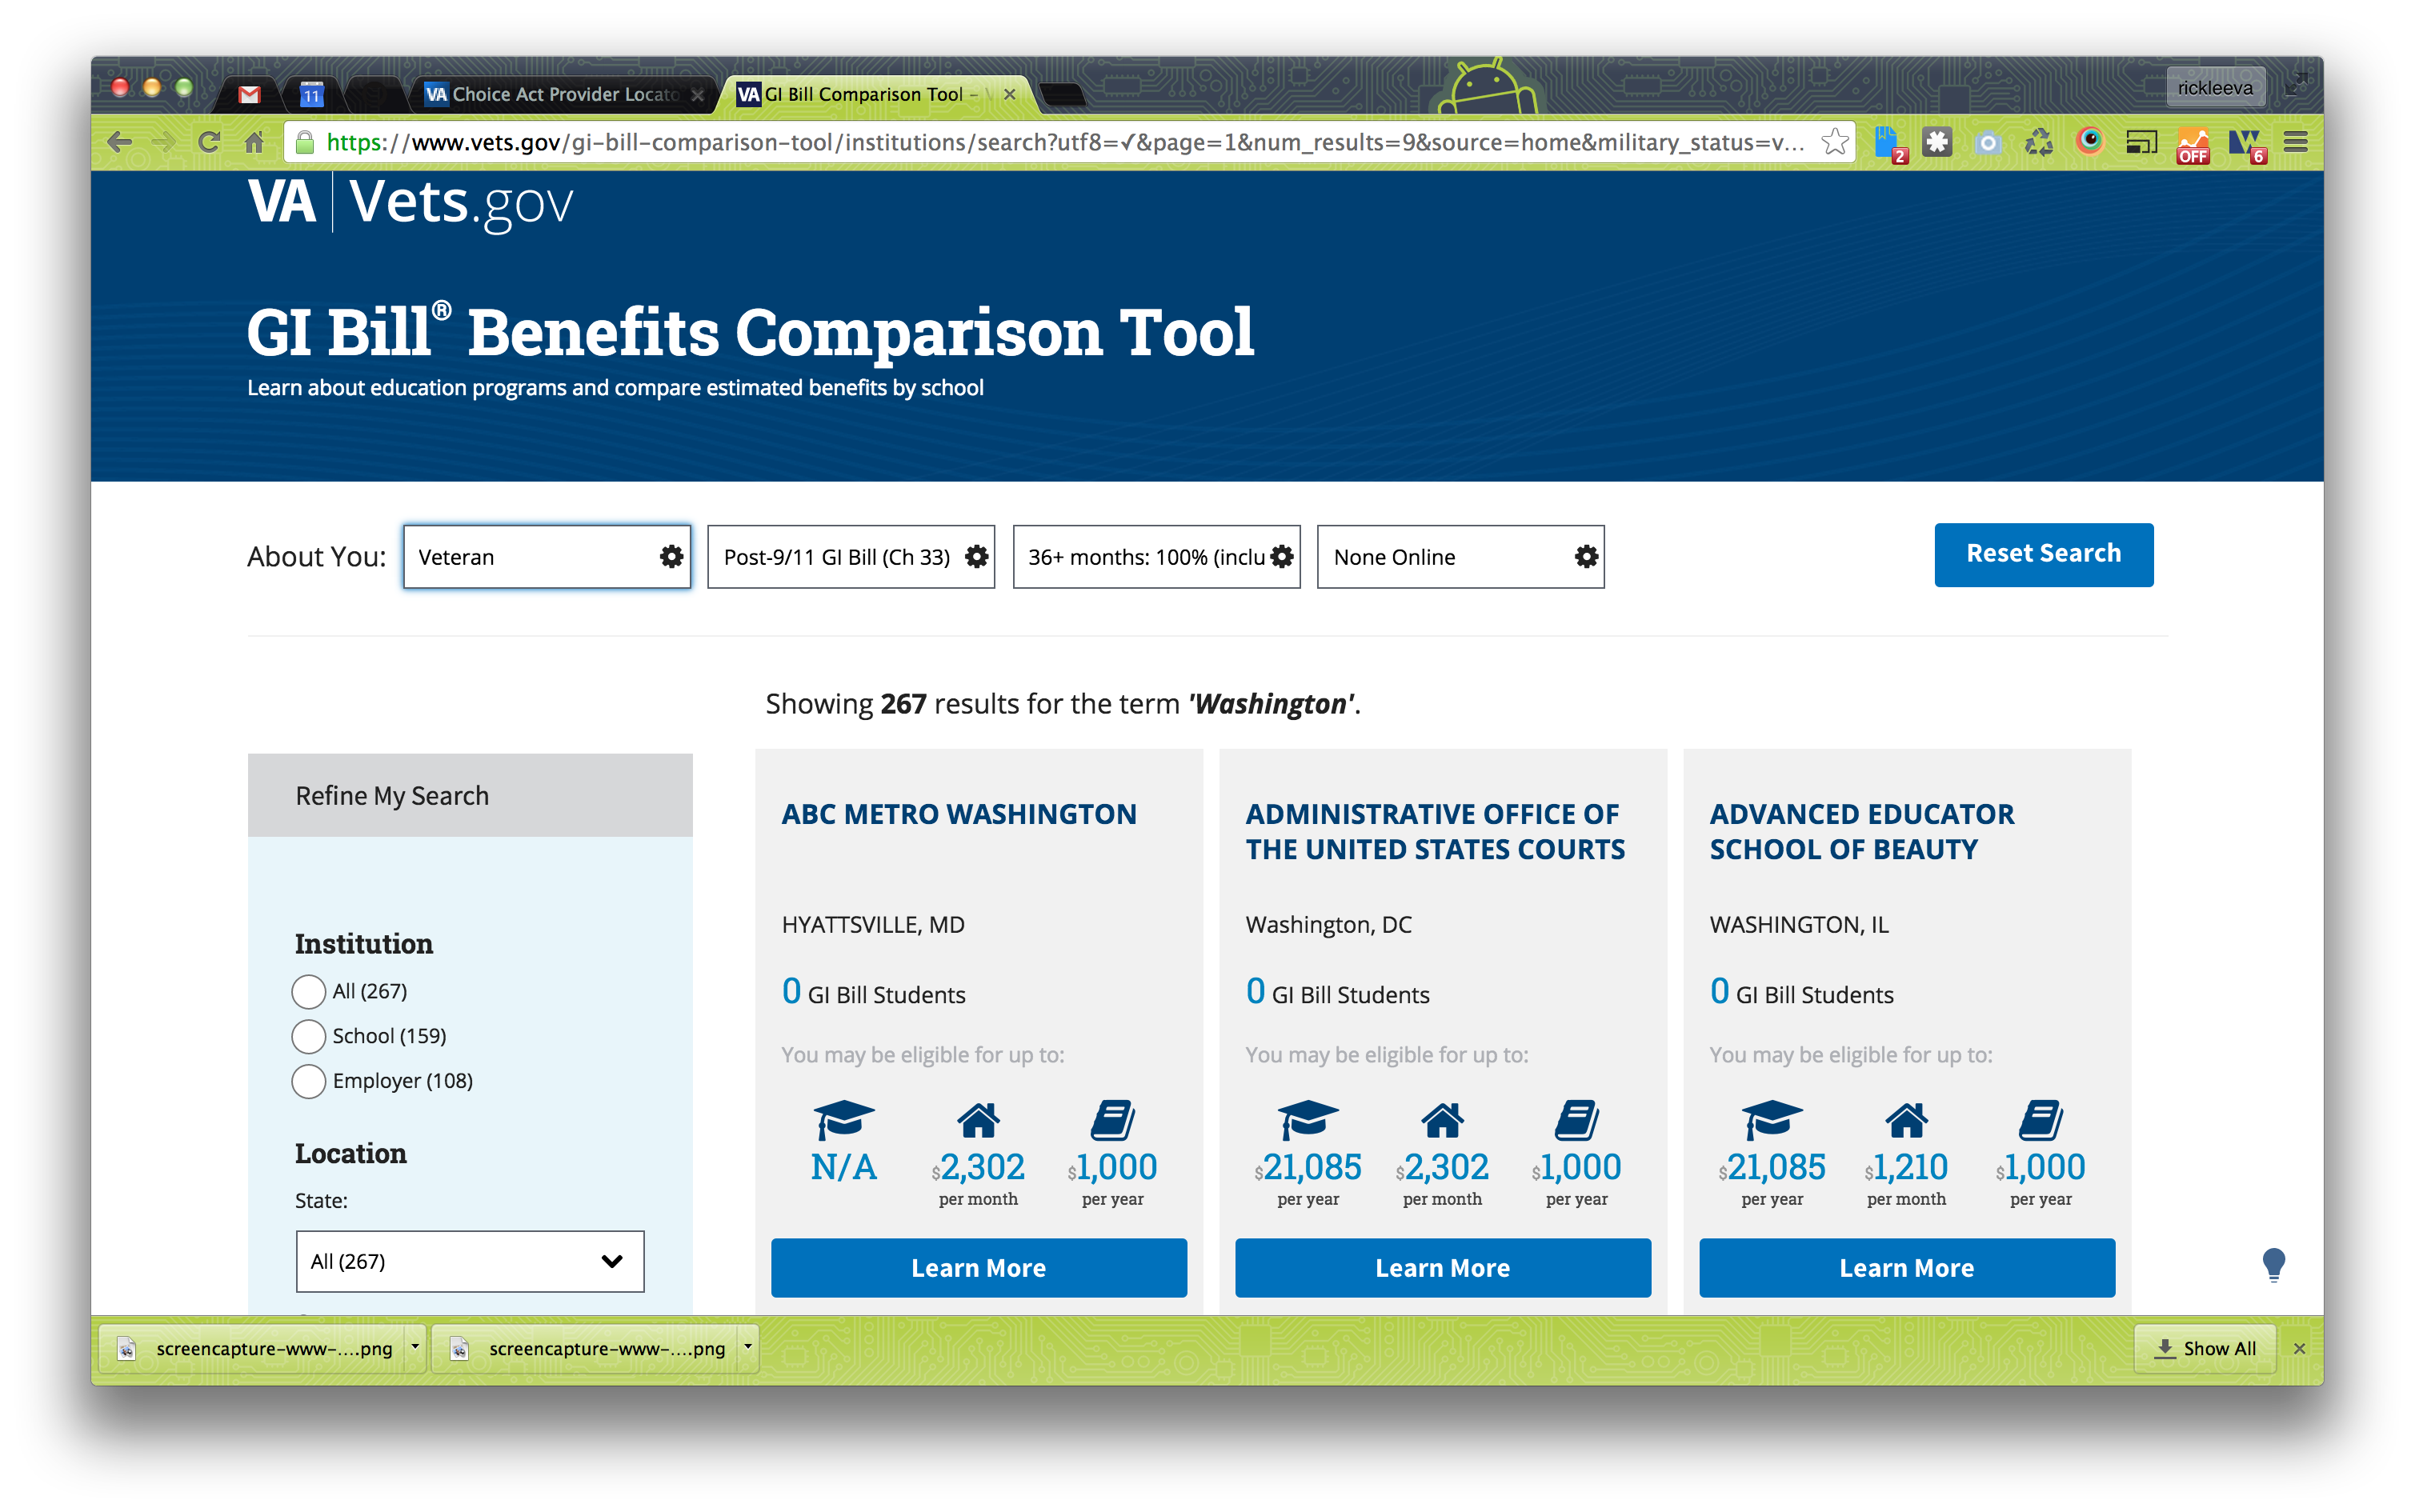 11
VA Choice Act Provider Locato
VA GI Bill Comparison Tool –
rickleeva
https://www.vets.gov/gi-bill-comparison-tool/institutions/search?utf8=✓&page=1&num_results=9&source=home&military_status=v...
2
OFF
6
VA Vets.gov
GI Bill® Benefits Comparison Tool
Learn about education programs and compare estimated benefits by school
About You:
Veteran
Post-9/11 GI Bill (Ch 33)
36+ months: 100% (inclu
None Online
Reset Search
Showing 267 results for the term 'Washington'.
Refine My Search
Institution
All (267)
School (159)
Employer (108)
Location
State:
All (267)
ABC METRO WASHINGTON
HYATTSVILLE, MD
0 GI Bill Students
You may be eligible for up to:
N/A
$2,302
per month
$1,000
per year
Learn More
ADMINISTRATIVE OFFICE OF
THE UNITED STATES COURTS
Washington, DC
0 GI Bill Students
You may be eligible for up to:
$21,085
per year
$2,302
per month
$1,000
per year
Learn More
ADVANCED EDUCATOR
SCHOOL OF BEAUTY
WASHINGTON, IL
0 GI Bill Students
You may be eligible for up to:
$21,085
per year
$1,210
per month
$1,000
per year
Learn More
screencapture-www-....png
screencapture-www-....png
Show All